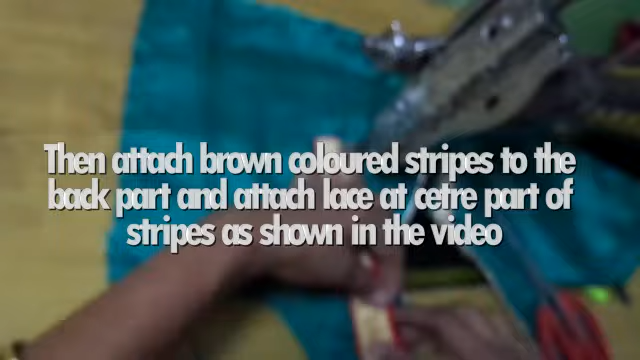 Then attach brown coloured stripes to the
back part and attach lace at cetre part of
stripes as shown in the video